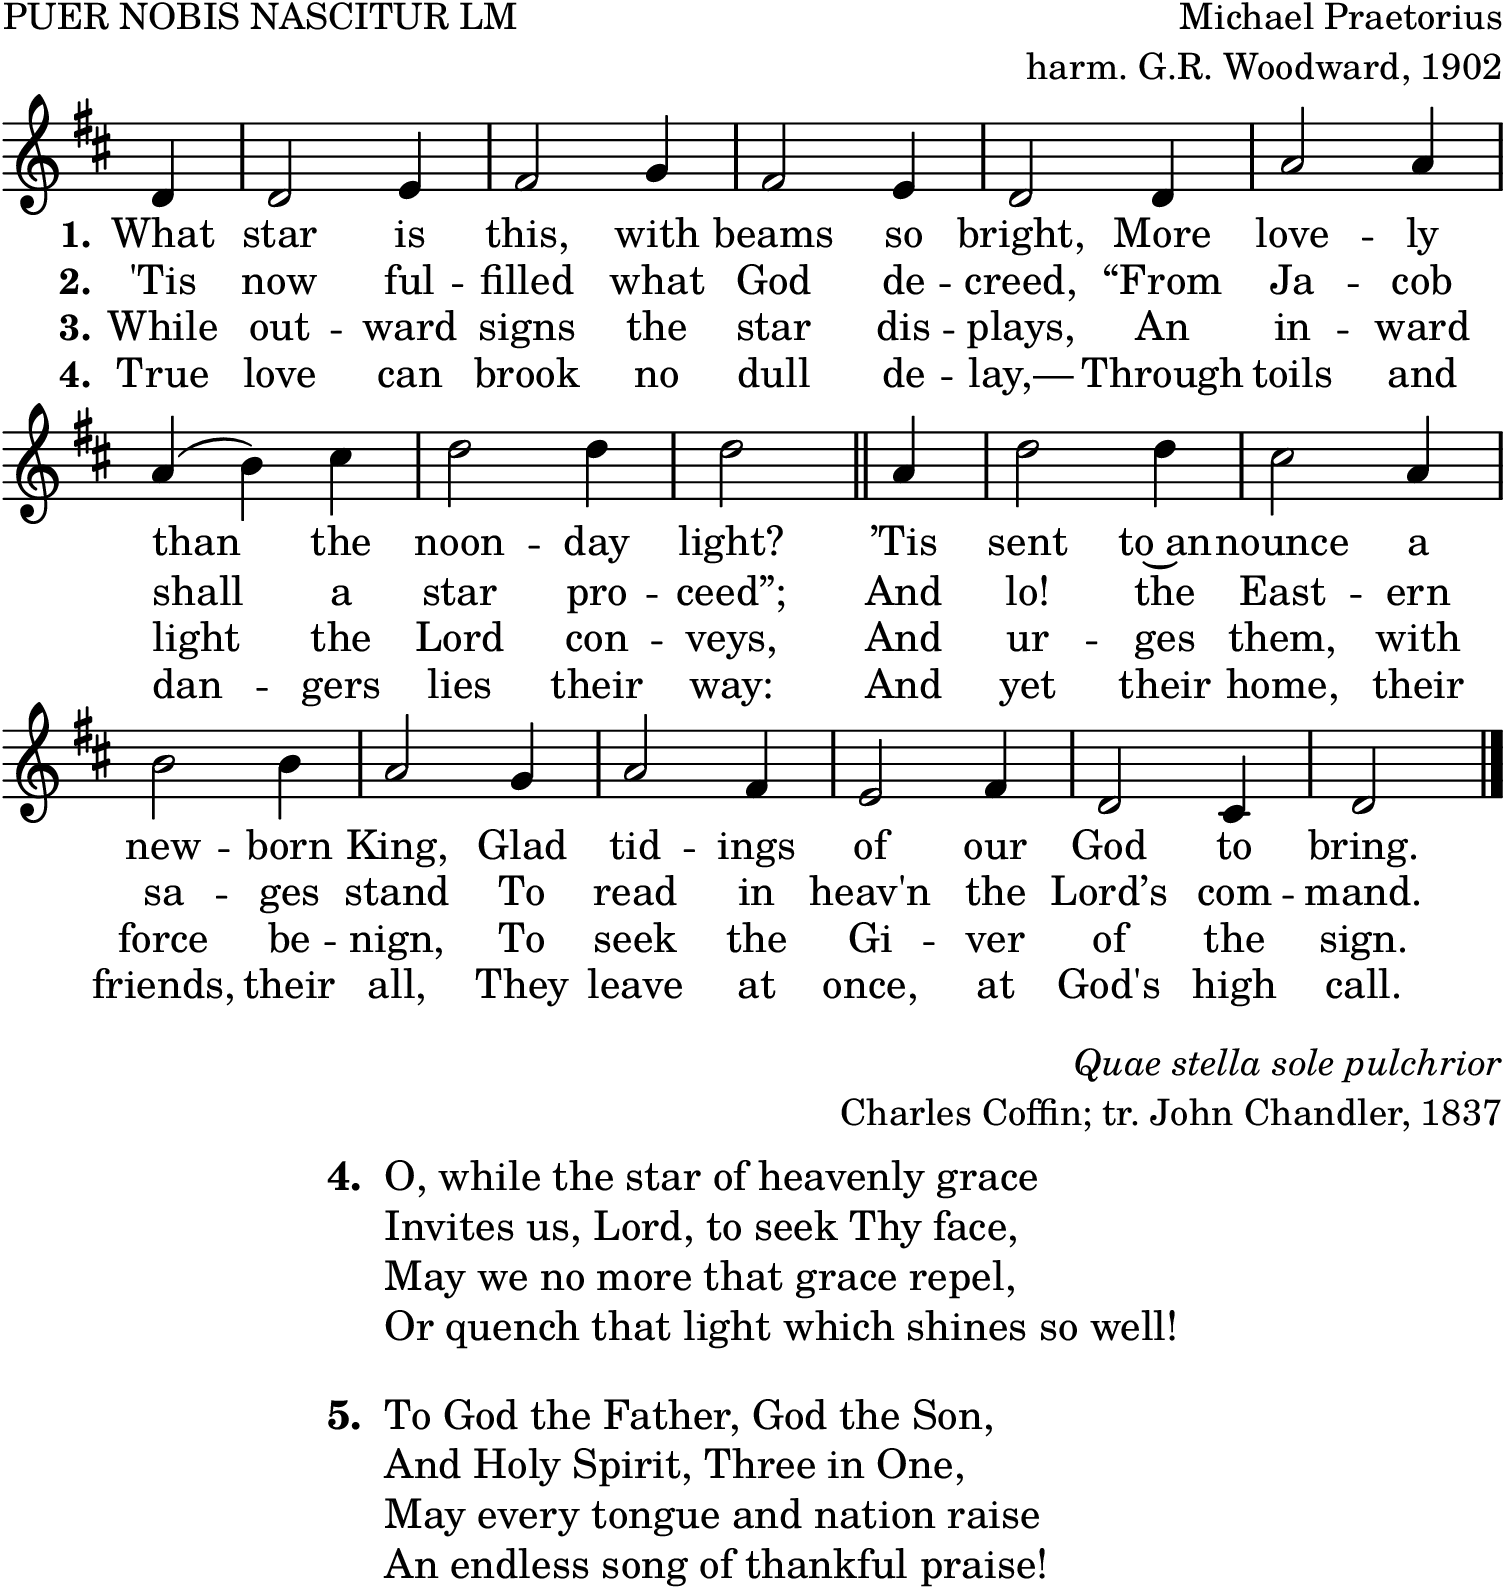 PUER NOBIS NASCITUR LM
Michael Praetorius
harm. G.R. Woodward, 1902
1. What star is this, with beams so bright, More love - ly
2. 'Tis now ful - filled what God de - creed, “From Ja - cob
3. While out - ward signs the star dis - plays, An in - ward
4. True love can brook no dull de - lay,— Through toils and
than the noon - day light? ’Tis sent to‿announce a
shall a star pro - ceed”; And lo! the East - ern
light the Lord con - veys, And ur - ges them, with
dan - gers lies their way: And yet their home, their
new - born King, Glad tid - ings of our God to bring.
sa - ges stand To read in heav'n the Lord’s com - mand.
force be - nign, To seek the Gi - ver of the sign.
friends, their all, They leave at once, at God's high call.
Quae stella sole pulchrior
Charles Coffin; tr. John Chandler, 1837
4. O, while the star of heavenly grace
Invites us, Lord, to seek Thy face,
May we no more that grace repel,
Or quench that light which shines so well!
5. To God the Father, God the Son,
And Holy Spirit, Three in One,
May every tongue and nation raise
An endless song of thankful praise!